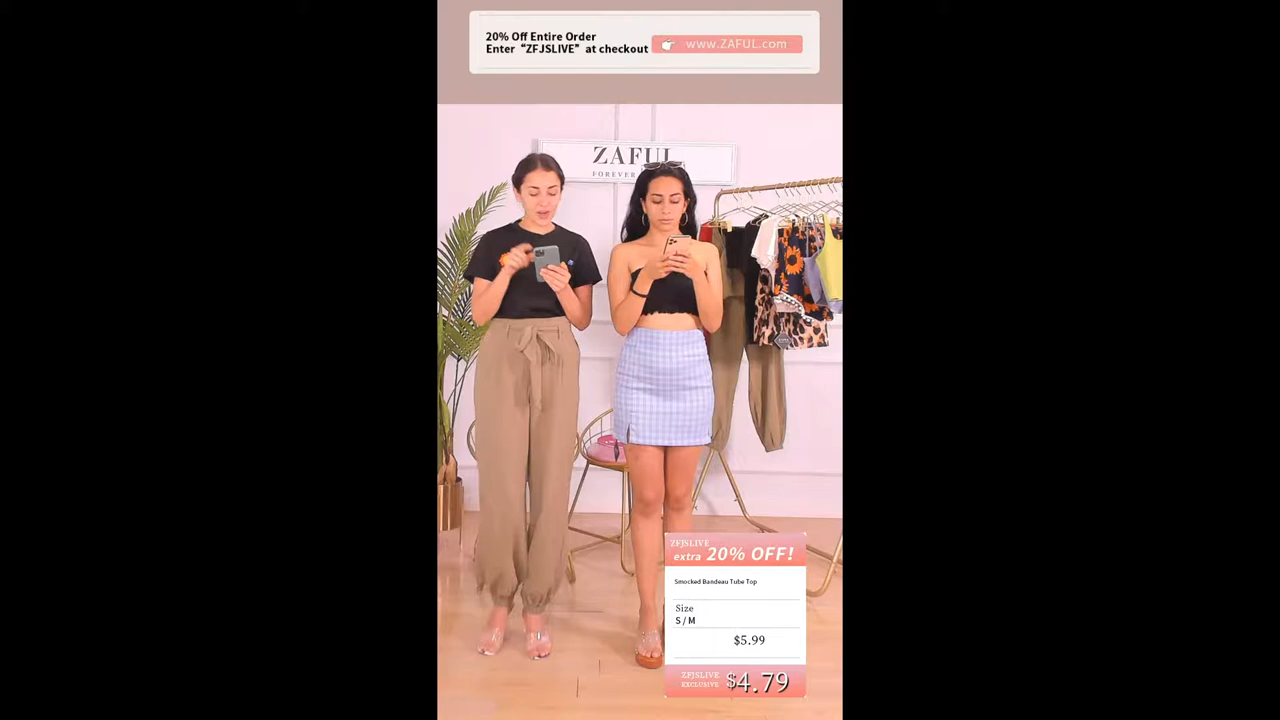 20% Off Entire Order
Enter “ZFJSLIVE” at checkout
www.ZAFUL.com
ZAFUL
FOREVER
ZFJSLIVE
extra 20% OFF!
Smocked Bandeau Tube Top
Size
S / M
$5.99
ZFJSLIVE
EXCLUSIVE
$4.79